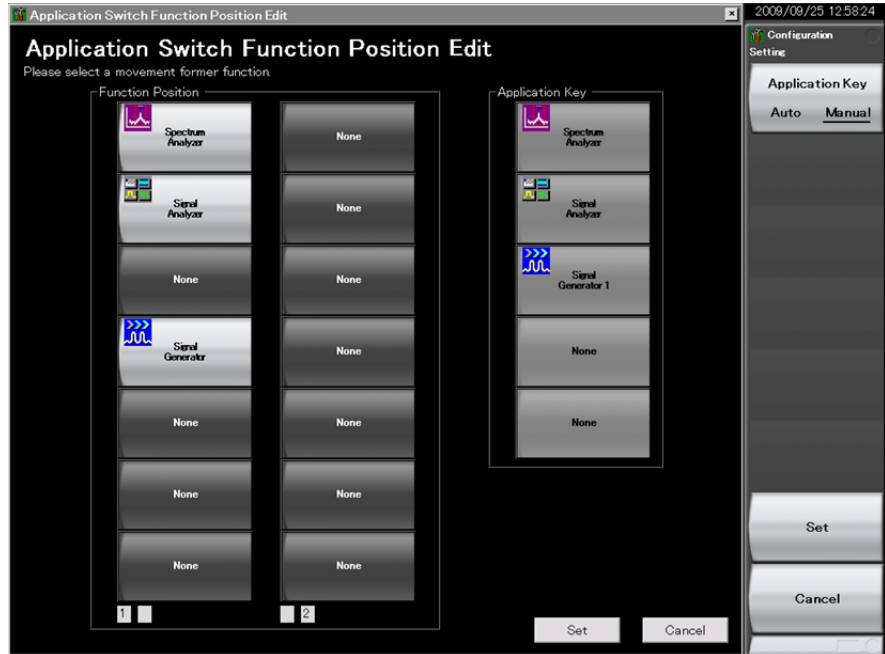 Application Switch Function Position Edit
2009/09/25 12:58:24
Application Switch Function Position Edit
Please select a movement former function.
Function Position
Spectrum
Analyzer
Signal
Analyzer
None
Signal
Generator
None
None
None
None
None
None
None
None
None
None
1
2
Application Key
Spectrum
Analyzer
Signal
Analyzer
Signal
Generator 1
None
None
Set
Cancel
Configuration
Setting
Application Key
Auto Manual
Set
Cancel